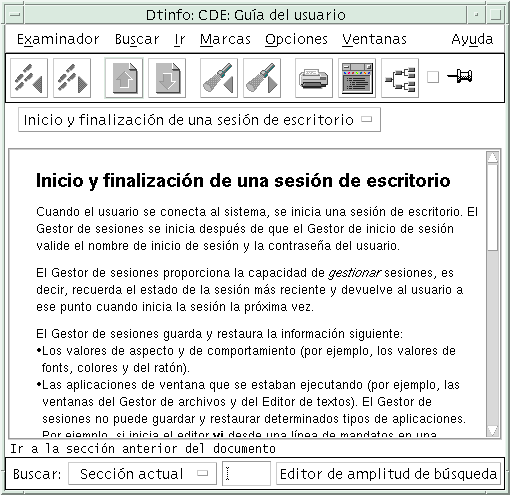 Dtinfo: CDE: Guía del usuario
Examinador Buscar Ir Marcas Opciones Ventanas Ayuda
Inicio y finalización de una sesión de escritorio
Inicio y finalización de una sesión de escritorio
Cuando el usuario se conecta al sistema, se inicia una sesión de escritorio. El
Gestor de sesiones se inicia después de que el Gestor de inicio de sesión
valide el nombre de inicio de sesión y la contraseña del usuario.
El Gestor de sesiones proporciona la capacidad de gestionar sesiones, es
decir, recuerda el estado de la sesión más reciente y devuelve al usuario a
ese punto cuando inicia la sesión la próxima vez.
El Gestor de sesiones guarda y restaura la información siguiente:
•Los valores de aspecto y de comportamiento (por ejemplo, los valores de
fonts, colores y del ratón).
•Las aplicaciones de ventana que se estaban ejecutando (por ejemplo, las
ventanas del Gestor de archivos y del Editor de textos). El Gestor de
sesiones no puede guardar y restaurar determinados tipos de aplicaciones.
Por ejemplo, si inicia el editor vi desde una línea de mandatos en una
Ir a la sección anterior del documento
Buscar: Sección actual Editor de amplitud de búsqueda